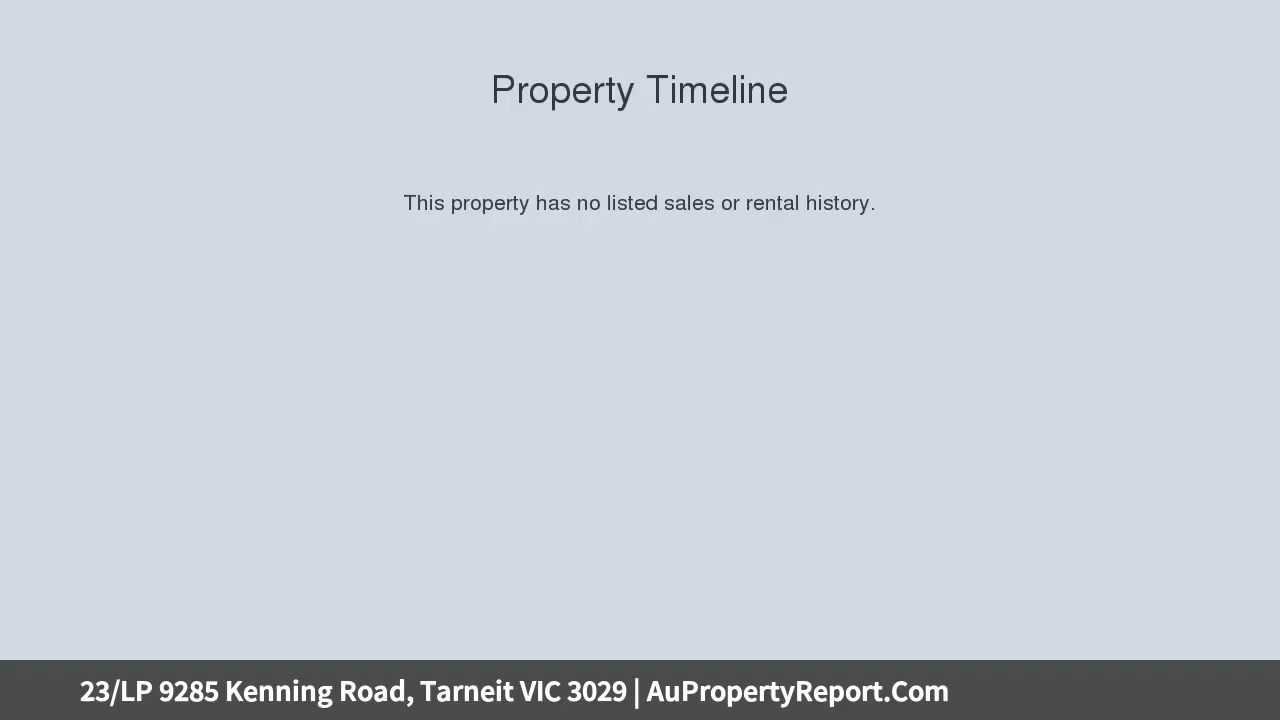 Property Timeline
This property has no listed sales or rental history.
23/LP 9285 Kenning Road, Tarneit VIC 3029 | AuPropertyReport.Com